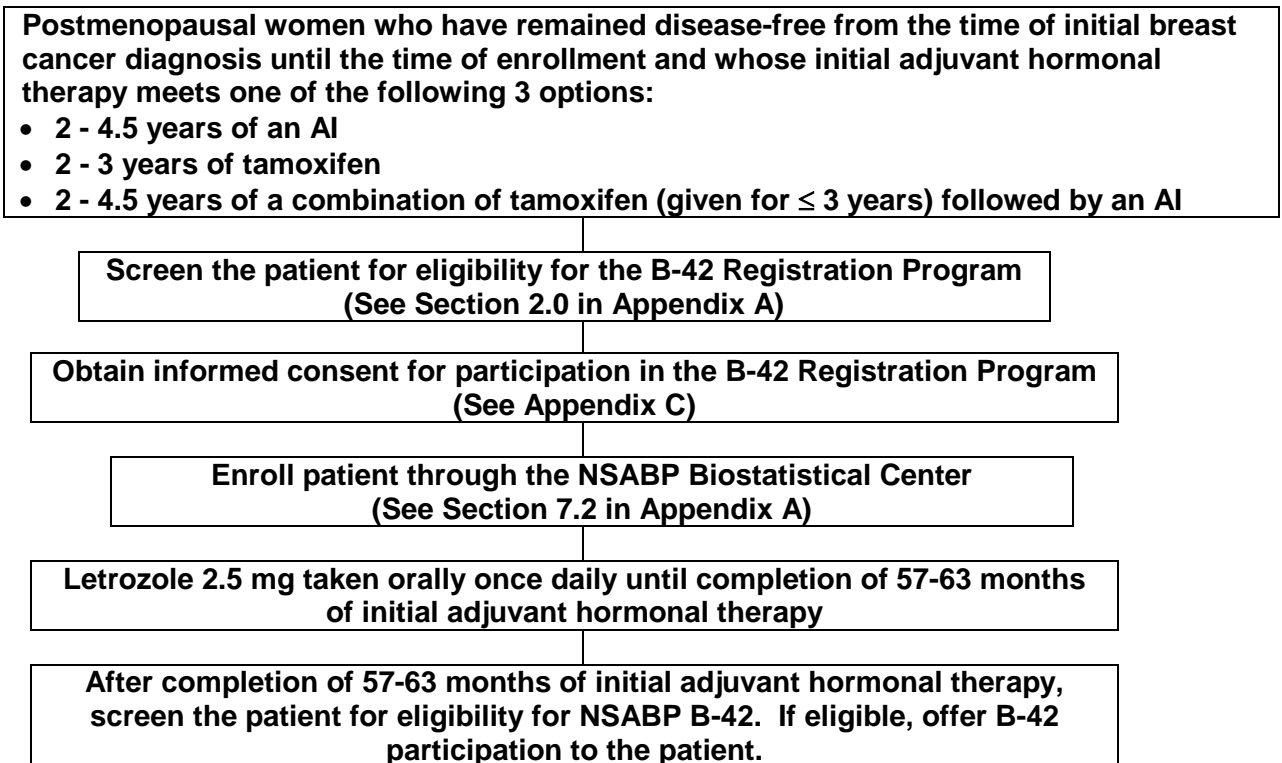 Postmenopausal women who have remained disease-free from the time of initial breast
cancer diagnosis until the time of enrollment and whose initial adjuvant hormonal
therapy meets one of the following 3 options:
• 2 - 4.5 years of an AI
• 2 - 3 years of tamoxifen
• 2 - 4.5 years of a combination of tamoxifen (given for ≤ 3 years) followed by an AI
Screen the patient for eligibility for the B-42 Registration Program
(See Section 2.0 in Appendix A)
Obtain informed consent for participation in the B-42 Registration Program
(See Appendix C)
Enroll patient through the NSABP Biostatistical Center
(See Section 7.2 in Appendix A)
Letrozole 2.5 mg taken orally once daily until completion of 57-63 months
of initial adjuvant hormonal therapy
After completion of 57-63 months of initial adjuvant hormonal therapy,
screen the patient for eligibility for NSABP B-42. If eligible, offer B-42
participation to the patient.